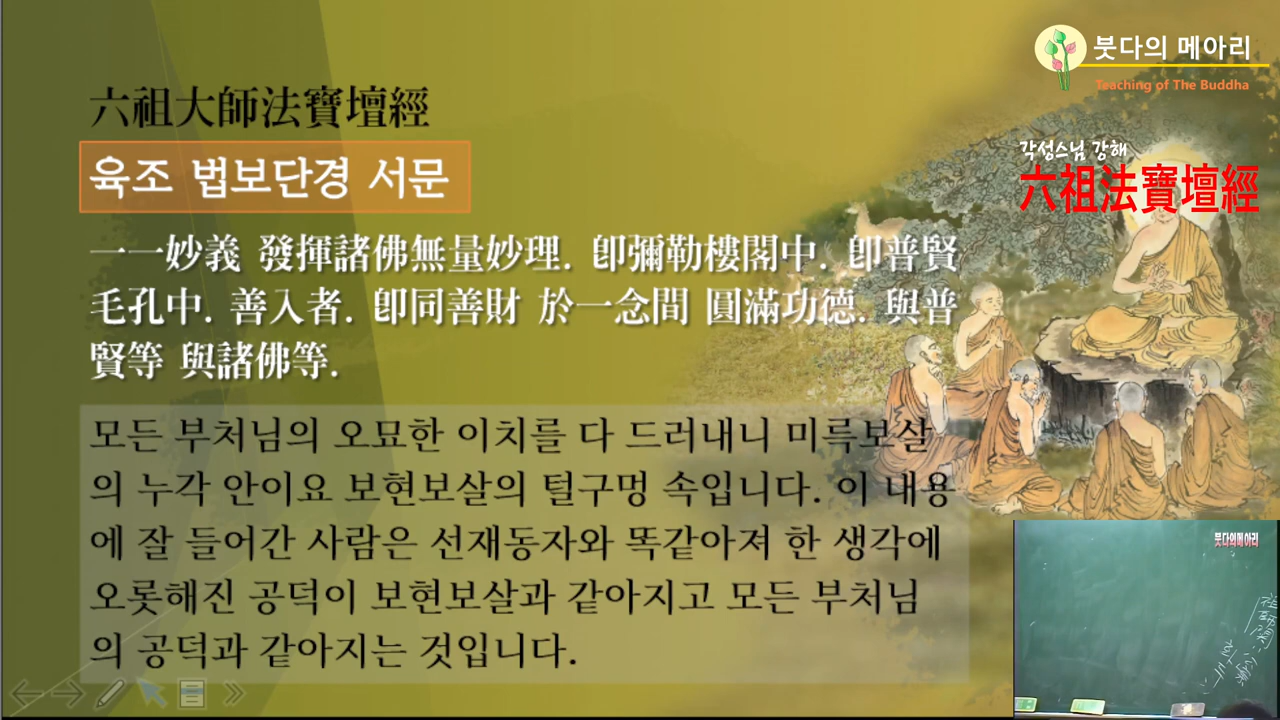 붓다의 메아리
Teaching of The Buddha
각성스님 강해
六祖法寶壇經
六祖大師法寶壇經
육조 법보단경 서문
一一妙義 發揮諸佛無量妙理. 卽彌勒樓閣中. 卽普賢
毛孔中. 善入者. 卽同善財 於一念間 圓滿功德. 與普
賢等 與諸佛等.
모든 부처님의 오묘한 이치를 다 드러내니 미륵보살
의 누각 안이요 보현보살의 털구멍 속입니다. 이 내용
에 잘 들어간 사람은 선재동자와 똑같아져 한 생각에
오롯해진 공덕이 보현보살과 같아지고 모든 부처님
의 공덕과 같아지는 것입니다.
붓다의메아리